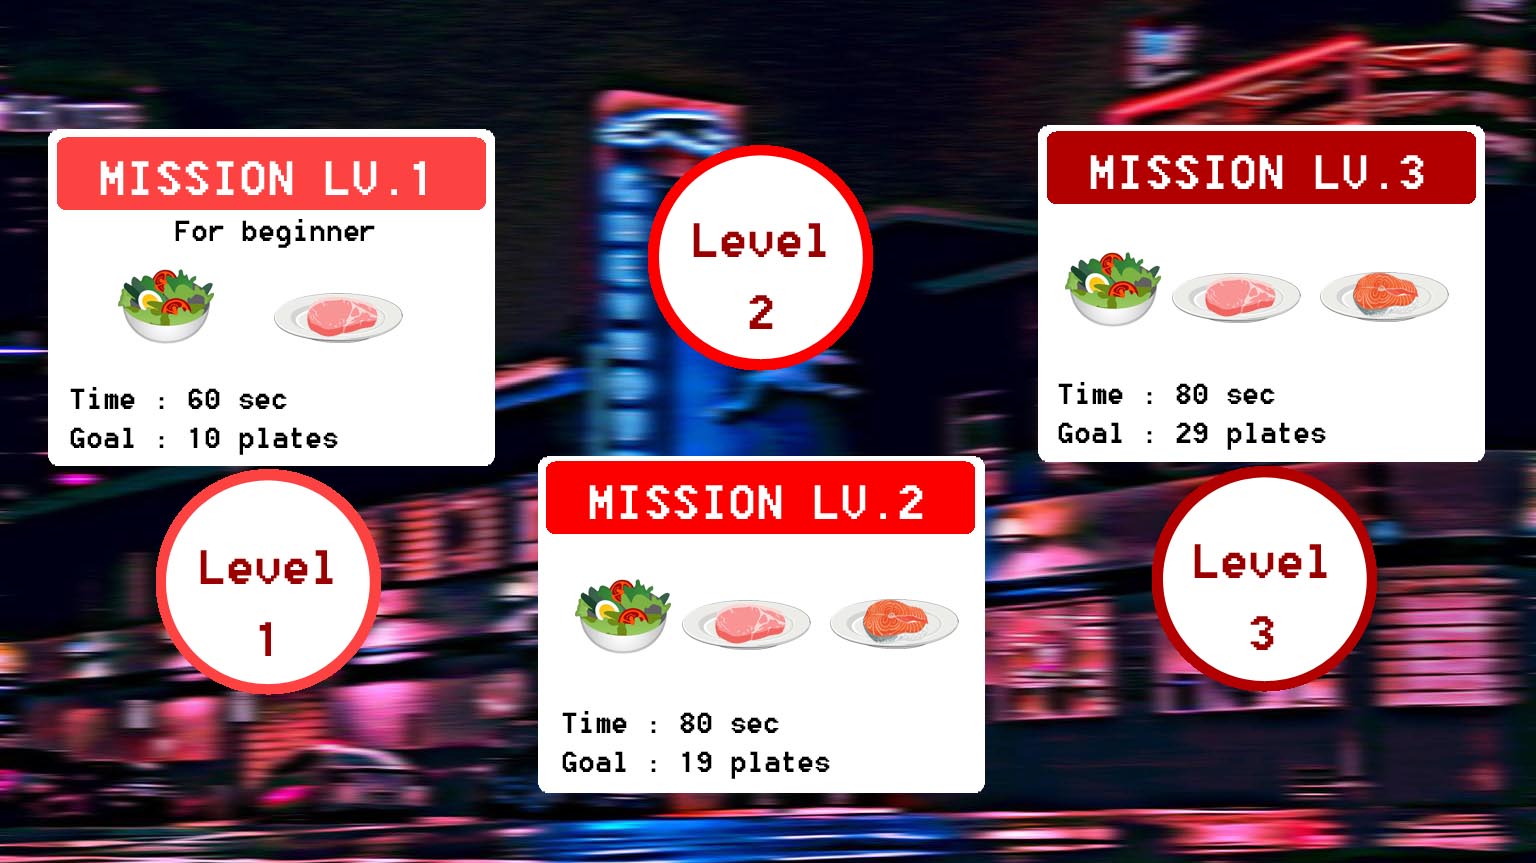 MISSION LV.1
For beginner
Time : 60 sec
Goal : 10 plates
Level
1
Level
2
MISSION LV.2
Time : 80 sec
Goal : 19 plates
MISSION LV.3
Time : 80 sec
Goal : 29 plates
Level
3